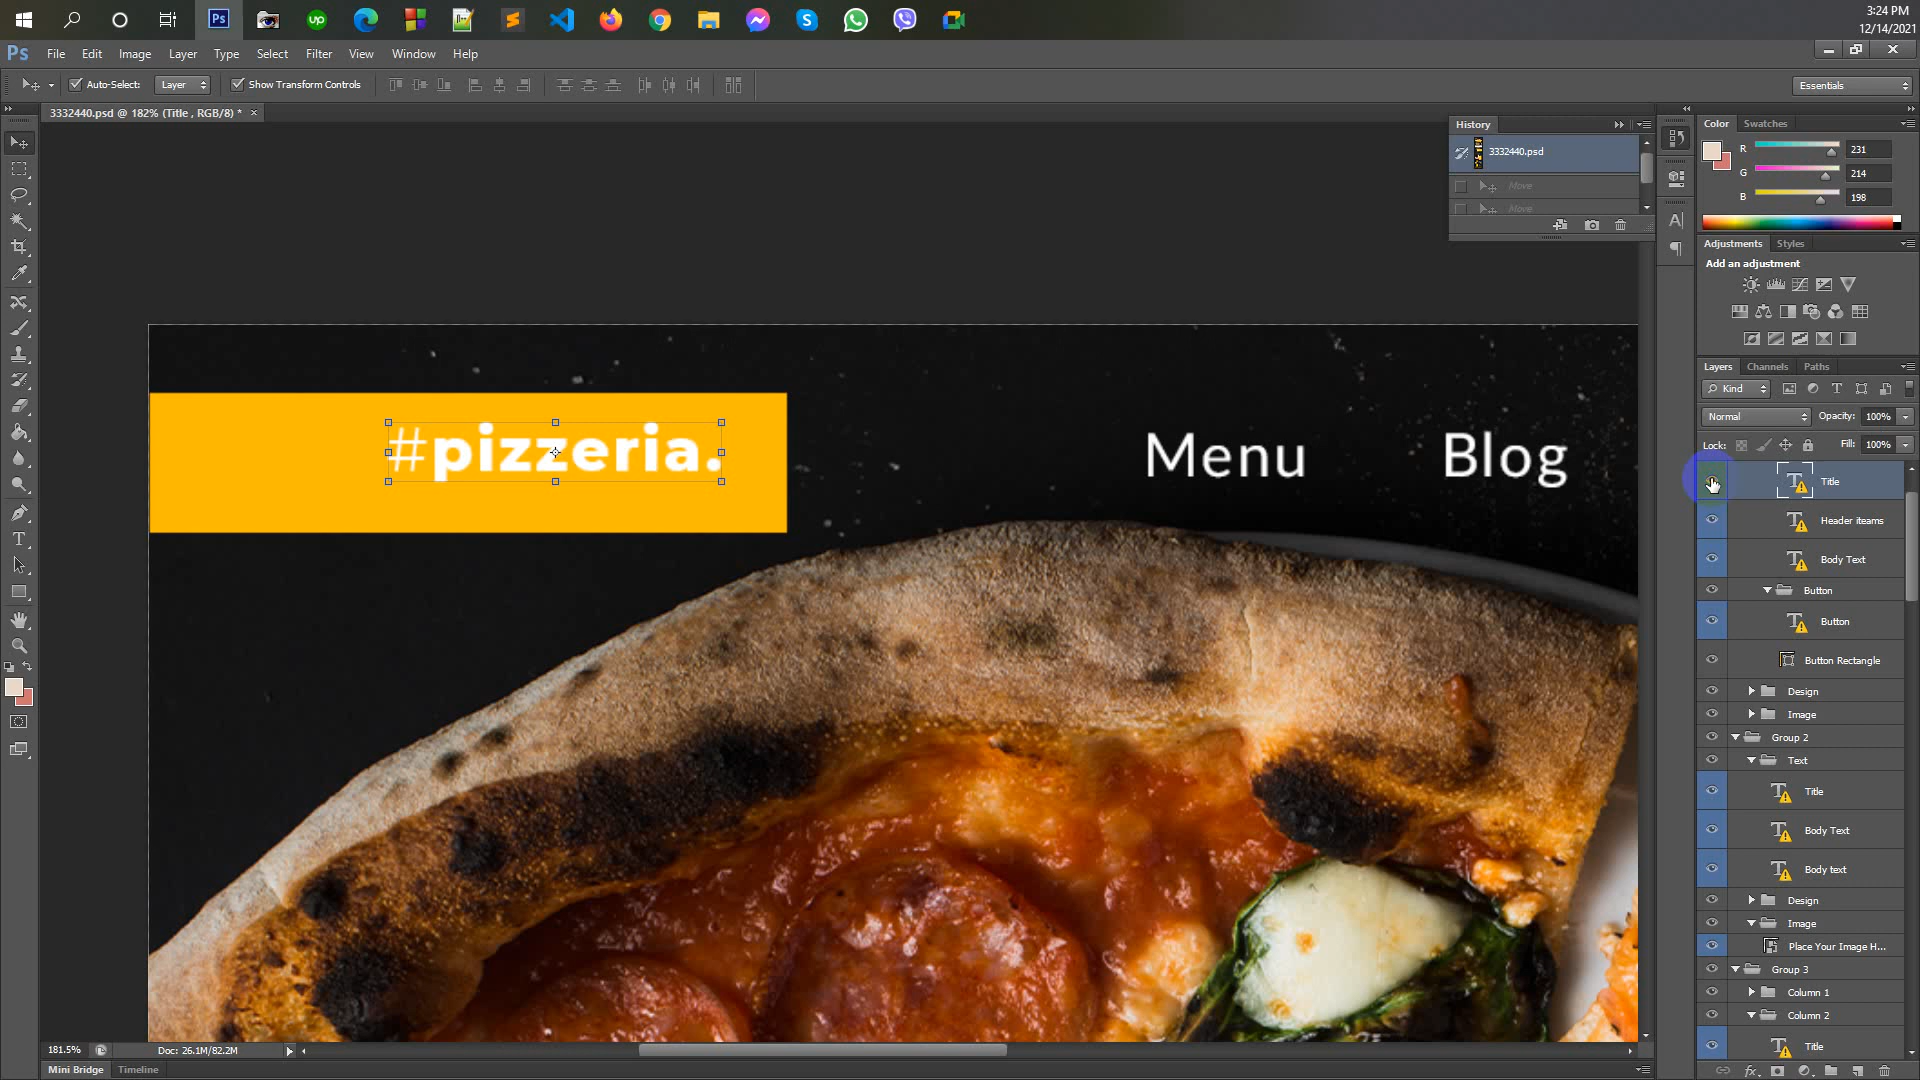 3:24 PM
12/14/2021
Ps
up
Ps File Edit Image Layer Type Select Filter View Window Help
Auto-Select: Layer Show Transform Controls
Essentials
3332440.psd @ 182% (Title , RGB/8) * ×
History
3332440.psd
Move
Move
Color Swatches
R 231
G 214
B 198
Adjustments Styles
Add an adjustment
Layers Channels Paths
Kind
Normal Opacity: 100%
Lock: Fill: 100%
Title
Header iteams
Body Text
Button
Button
Button Rectangle
Design
Image
Group 2
Text
Title
Body Text
Body text
Design
Image
Place Your Image H...
Group 3
Column 1
Column 2
Title
#pizzeria.
Menu Blog
181.5% Doc: 26.1M/82.2M
Mini Bridge Timeline